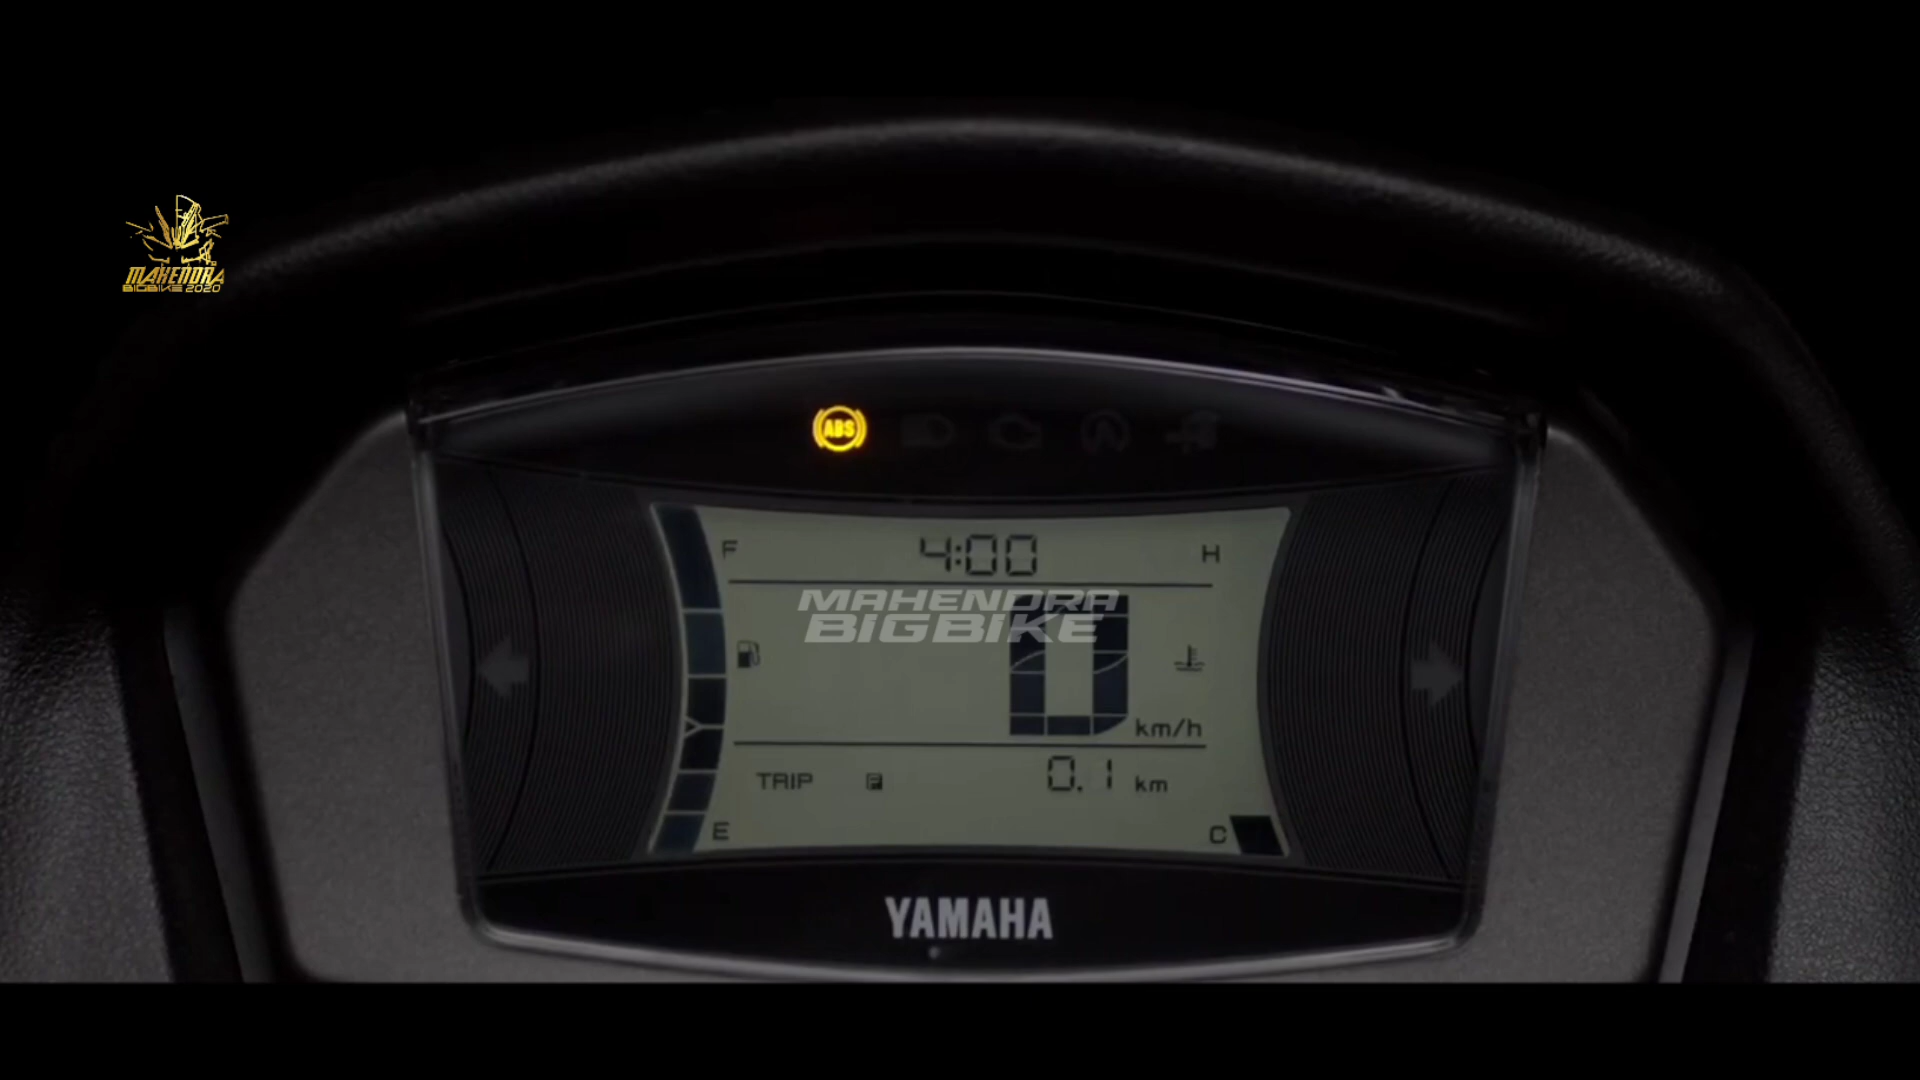 MAHENDRA
BIGBIKE 2020
ABS
F
4:00
H
MAHENDRA
BIGBIKE
0
km/h
TRIP
F
0.1 km
E
C
YAMAHA